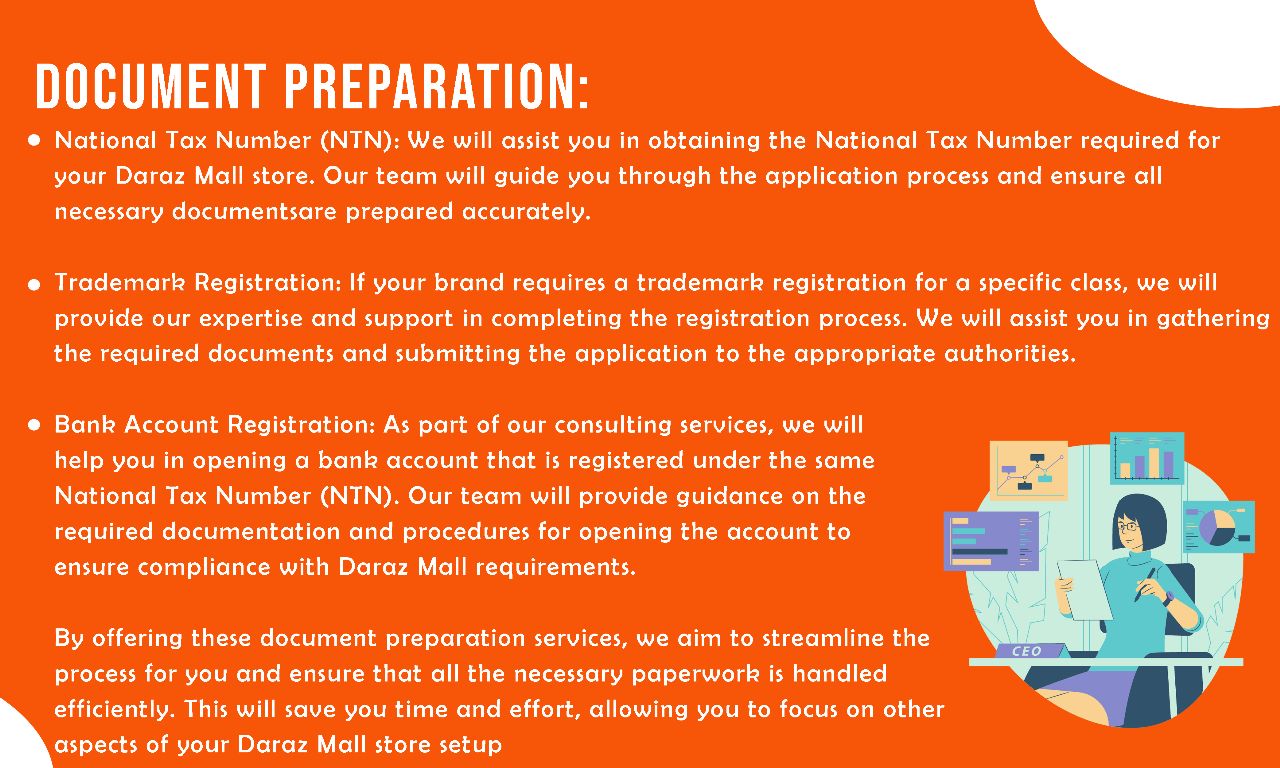 DOCUMENT PREPARATION:
• National Tax Number (NTN): We will assist you in obtaining the National Tax Number required for
your Daraz Mall store. Our team will guide you through the application process and ensure all
necessary documentsare prepared accurately.
• Trademark Registration: If your brand requires a trademark registration for a specific class, we will
provide our expertise and support in completing the registration process. We will assist you in gathering
the required documents and submitting the application to the appropriate authorities.
• Bank Account Registration: As part of our consulting services, we will
help you in opening a bank account that is registered under the same
National Tax Number (NTN). Our team will provide guidance on the
required documentation and procedures for opening the account to
ensure compliance with Daraz Mall requirements.
By offering these document preparation services, we aim to streamline the
process for you and ensure that all the necessary paperwork is handled
efficiently. This will save you time and effort, allowing you to focus on other
aspects of your Daraz Mall store setup
CEO